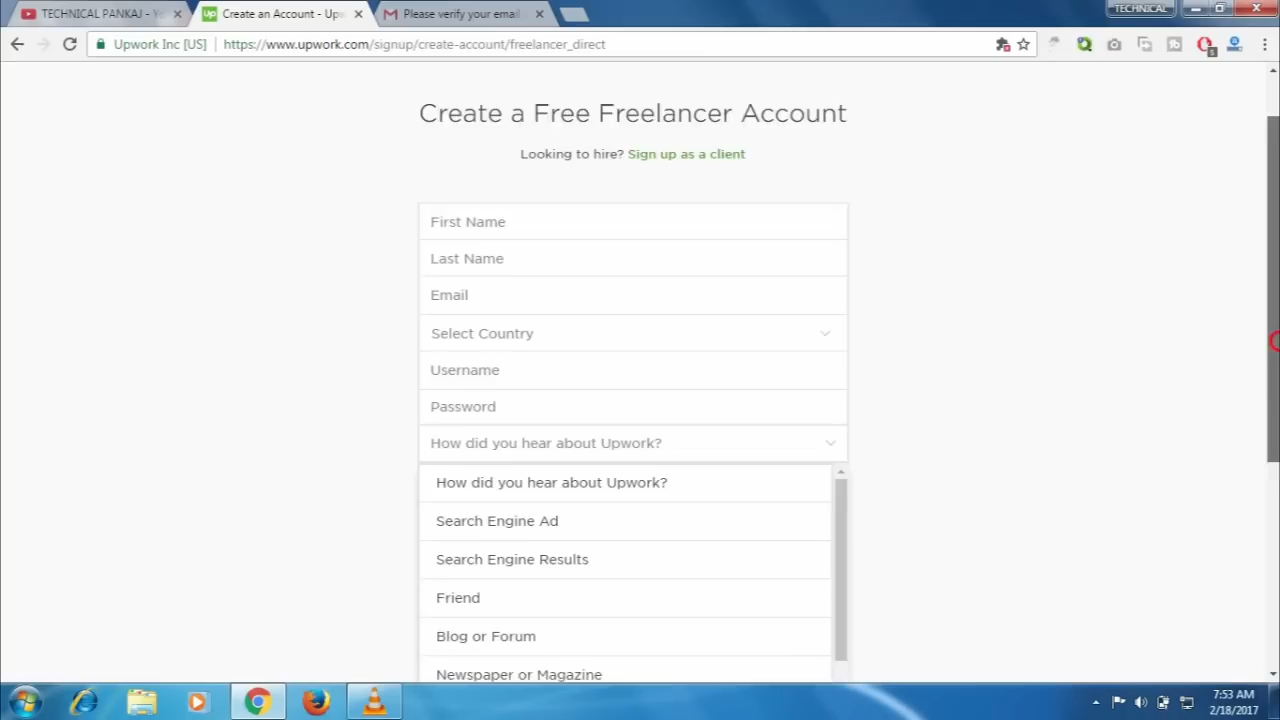 TECHNICAL PANKAJ - Y
Create an Account - Upw
Please verify your email
TECHNICAL
Upwork Inc [US]
https://www.upwork.com/signup/create-account/freelancer_direct
Create a Free Freelancer Account
Looking to hire? Sign up as a client
First Name
Last Name
Email
Select Country
Username
Password
How did you hear about Upwork?
How did you hear about Upwork?
Search Engine Ad
Search Engine Results
Friend
Blog or Forum
Newspaper or Magazine
7:53 AM
2/18/2017